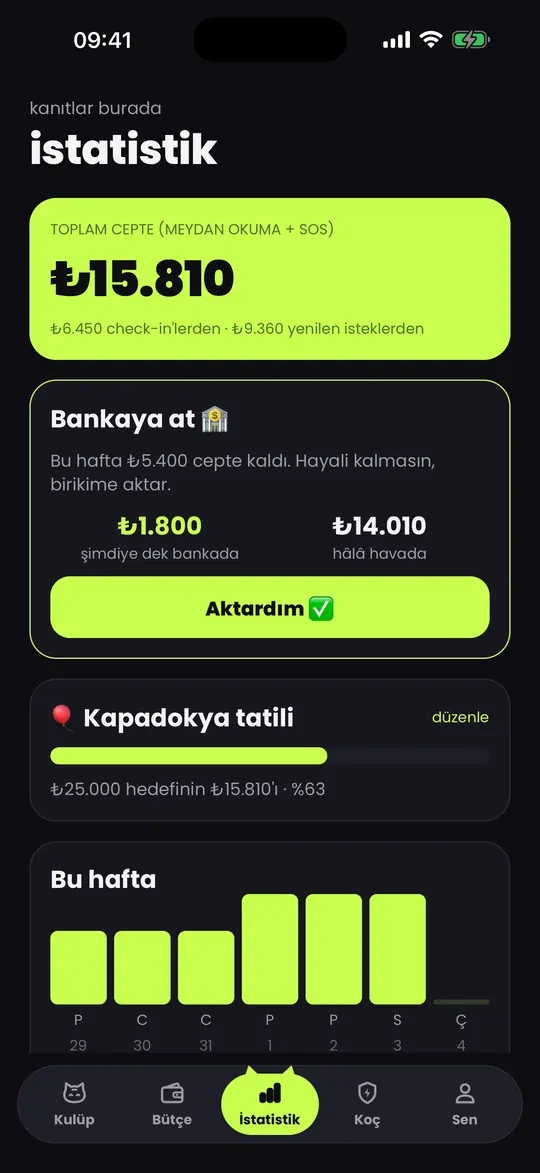 09:41
kanıtlar burada
istatistik
TOPLAM CEPTE (MEYDAN OKUMA + SOS)
₺15.810
₺6.450 check-in'lerden · ₺9.360 yenilen isteklerden
Bankaya at 🏦
Bu hafta ₺5.400 cepte kaldı. Hayali kalmasın,
birikime aktar.
₺1.800 ₺14.010
şimdiye dek bankada hâlâ havada
Aktardım ✅
🎈 Kapadokya tatili düzenle
₺25.000 hedefinin ₺15.810'ı · %63
Bu hafta
P C C P P S Ç
29 30 31 1 2 3 4
Kulüp Bütçe İstatistik Koç Sen